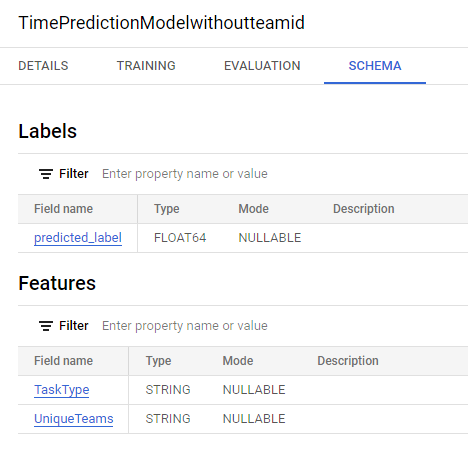 TimePredictionModelwithoutteamid
DETAILS TRAINING EVALUATION SCHEMA
Labels
Filter Enter property name or value
Field name Type Mode Description
predicted_label FLOAT64 NULLABLE
Features
Filter Enter property name or value
Field name Type Mode Description
TaskType STRING NULLABLE
UniqueTeams STRING NULLABLE